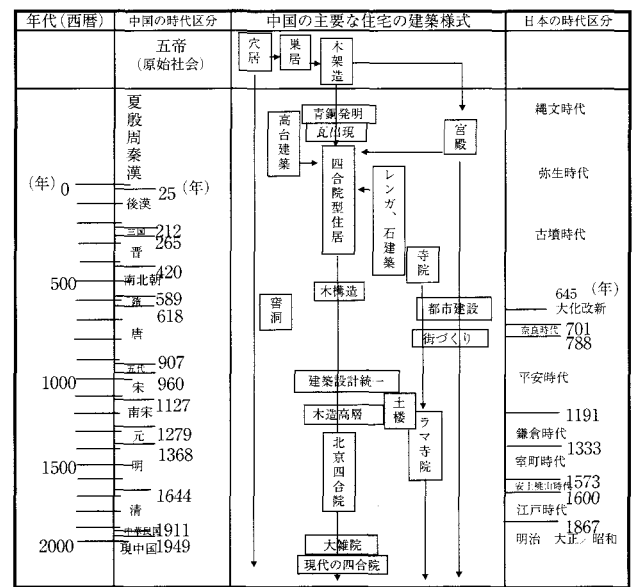 年代(西暦)
中国の時代区分
中国の主要な住宅の建築様式
日本の時代区分
五帝
(原始社会)
夏殷周秦漢
(年)
0
25
(年)
後漢
三国
212
265
晋
420
500
南北朝
589
隋
618
唐
907
五代
1000
宋
960
1127
南宋
元
1279
1368
1500
明
1644
清
1911
中華民国
2000
現中国
1949
穴居
巣居
木架造
青銅発明
瓦出現
高台建築
宮殿
四合院型住居
レンガ、石建築
寺院
木構造
窰洞
都市建設
街づくり
建築設計統一
土楼
木造高層
ラマ寺院
北京四合院
大雑院
現代の四合院
縄文時代
弥生時代
古墳時代
645
(年)
大化改新
奈良時代
701
788
平安時代
1191
鎌倉時代
1333
室町時代
1573
安土桃山時代
1600
江戸時代
1867
明治 大正/昭和